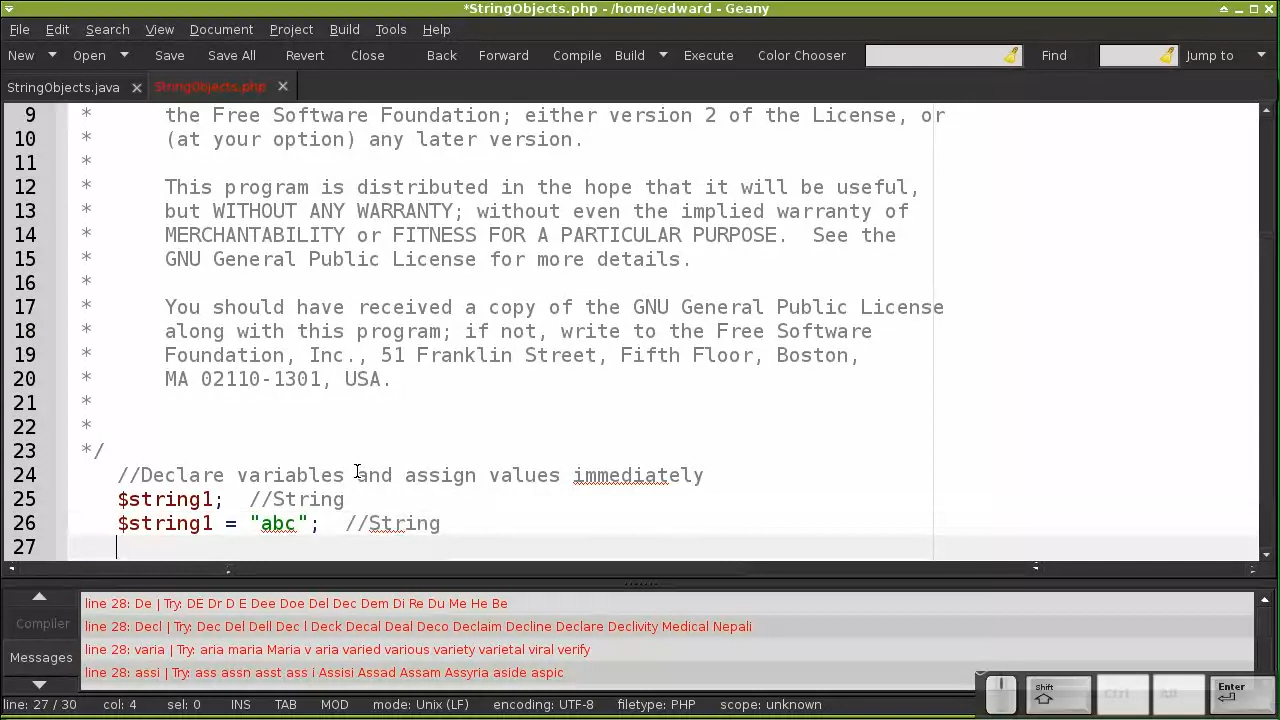 *StringObjects.php - /home/edward - Geany
File Edit Search View Document Project Build Tools Help
New Open Save Save All Revert Close Back Forward Compile Build Execute Color Chooser Find Jump to
StringObjects.java StringObjects.php
9 * the Free Software Foundation; either version 2 of the License, or
10 * (at your option) any later version.
11 *
12 * This program is distributed in the hope that it will be useful,
13 * but WITHOUT ANY WARRANTY; without even the implied warranty of
14 * MERCHANTABILITY or FITNESS FOR A PARTICULAR PURPOSE.  See the
15 * GNU General Public License for more details.
16 *
17 * You should have received a copy of the GNU General Public License
18 * along with this program; if not, write to the Free Software
19 * Foundation, Inc., 51 Franklin Street, Fifth Floor, Boston,
20 * MA 02110-1301, USA.
21 *
22 *
23 */
24 //Declare variables and assign values immediately
25 $string1;  //String
26 $string1 = "abc";  //String
27
line 28: De | Try: DE Dr D E Dee Doe Del Dec Dem Di Re Du Me He Be
Compiler
line 28: Decl | Try: Dec Del Dell Dec l Deck Decal Deal Deco Declaim Decline Declare Declivity Medical Nepali
Messages
line 28: varia | Try: aria maria Maria v aria varied various variety varietal viral verify
line 28: assi | Try: ass assn asst ass i Assisi Assad Assam Assyria aside aspic
Shift Ctrl Alt Enter
line: 27 / 30 col: 4 sel: 0 INS TAB MOD mode: Unix (LF) encoding: UTF-8 filetype: PHP scope: unknown